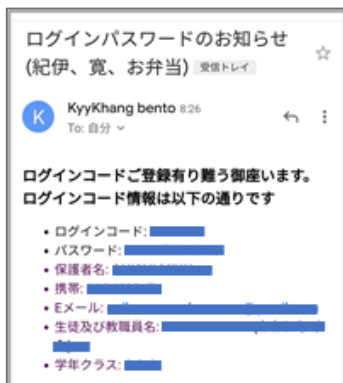 ログインパスワードのお知らせ
(紀伊、寛、お弁当) 受信トレイ
K
KyyKhang bento 8:26
To: 自分
ログインコードご登録有り難う御座います。
ログインコード情報は以下の通りです
• ログインコード:
• パスワード:
• 保護者名:
• 携帯:
• Eメール:
• 生徒及び教職員名:
• 学年クラス: